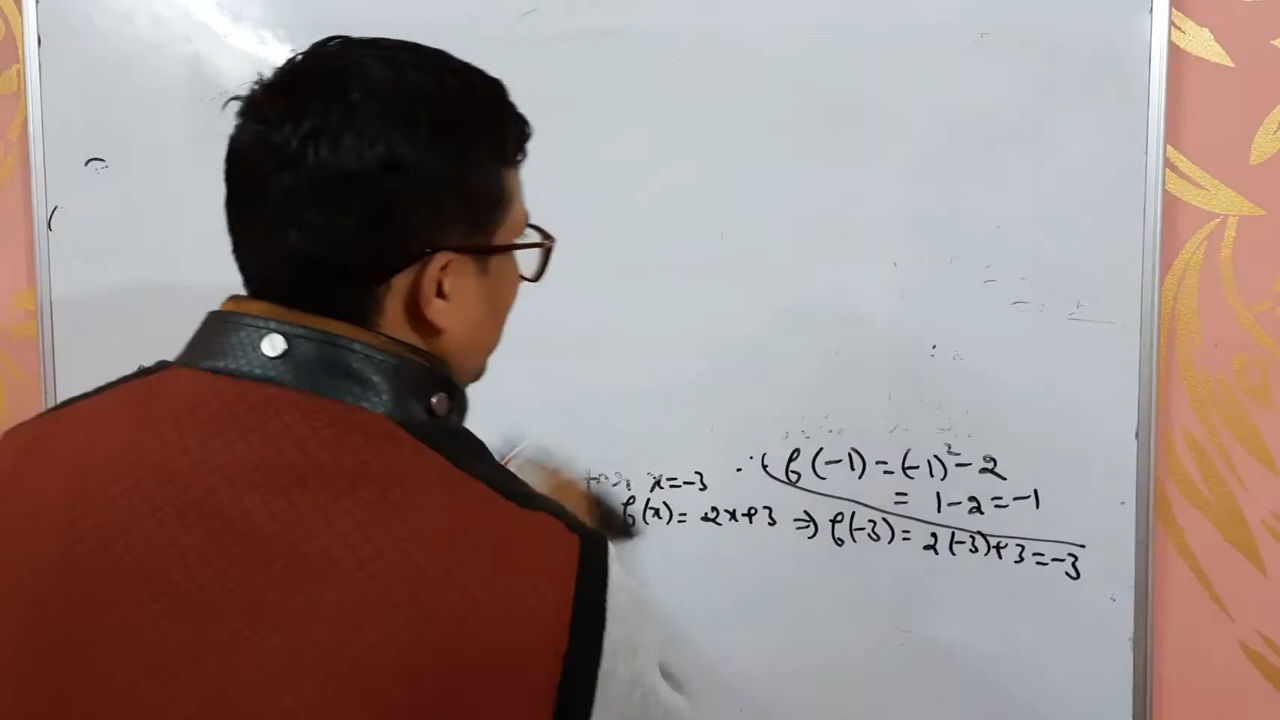 f(-1) = (-1)² - 2
= 1 - 2 = -1
x = -3
f(x) = 2x+3 ⇒ f(-3) = 2(-3)+3 = -3